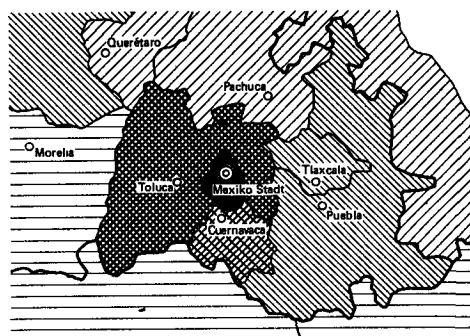 Querétaro
Pachuca
Morelia
Toluca
Mexiko Stadt
Tlaxcala
Puebla
Cuernavaca